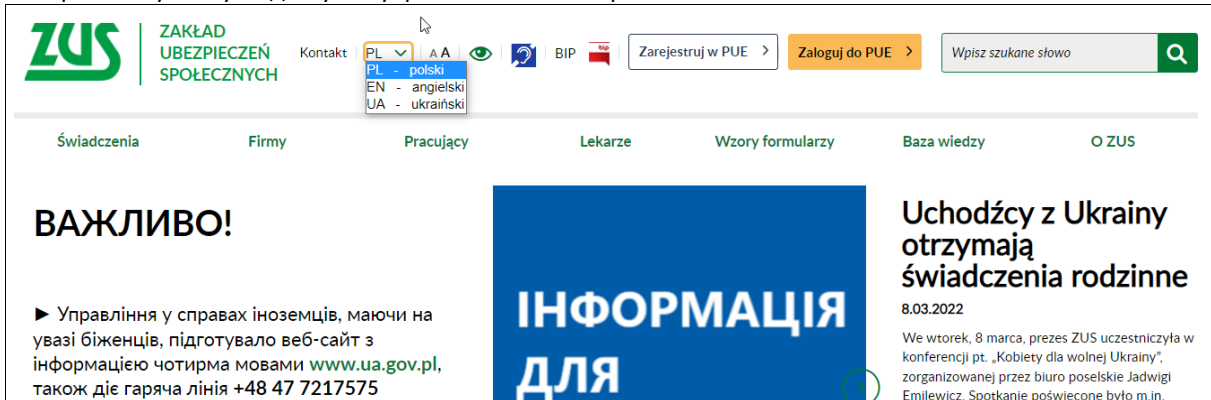 ZUS
ZAKŁAD
UBEZPIECZEŃ
SPOŁECZNYCH
Kontakt
PL
A A
BIP
bip
Zarejestruj w PUE >
Zaloguj do PUE >
Wpisz szukane słowo
PL - polski
EN - angielski
UA - ukraiński
Świadczenia
Firmy
Pracujący
Lekarze
Wzory formularzy
Baza wiedzy
O ZUS
ВАЖЛИВО!
► Управління у справах іноземців, маючи на
увазі біженців, підготувало веб-сайт з
інформацією чотирма мовами www.ua.gov.pl,
також діє гаряча лінія +48 47 7217575
ІНФОРМАЦІЯ
ДЛЯ
Uchodźcy z Ukrainy
otrzymają
świadczenia rodzinne
8.03.2022
We wtorek, 8 marca, prezes ZUS uczestniczyła w
konferencji pt. „Kobiety dla wolnej Ukrainy”,
zorganizowanej przez biuro poselskie Jadwigi
Emilewicz. Spotkanie poświęcone było m.in.